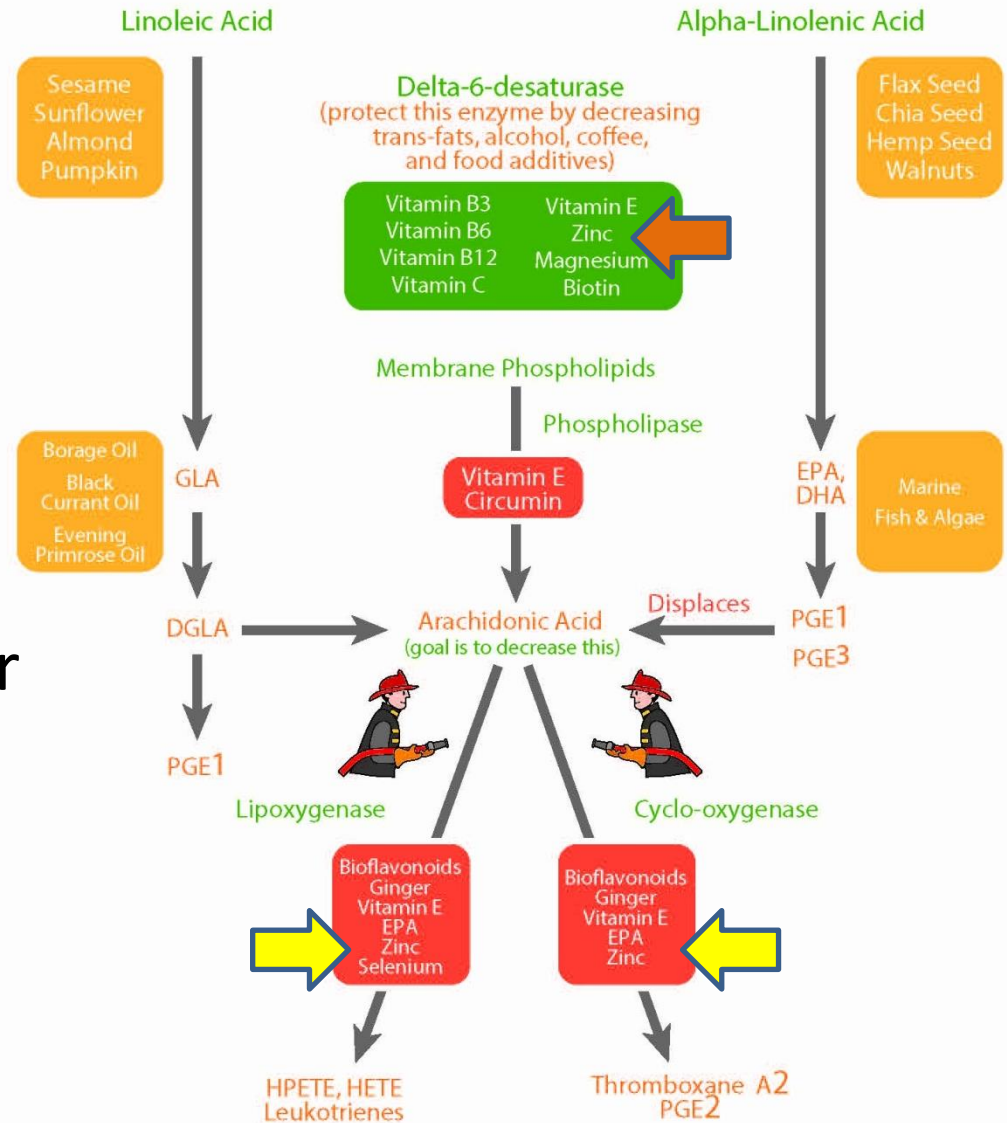 Linoleic Acid
Alpha-Linolenic Acid
Sesame
Sunflower
Almond
Pumpkin
Delta-6-desaturase
(protect this enzyme by decreasing
trans-fats, alcohol, coffee,
and food additives)
Flax Seed
Chia Seed
Hemp Seed
Walnuts
Vitamin B3
Vitamin B6
Vitamin B12
Vitamin C
Vitamin E
Zinc
Magnesium
Biotin
Membrane Phospholipids
Phospholipase
Borage Oil
Black
Currant Oil
Evening
Primrose Oil
GLA
Vitamin E
Circumin
EPA,
DHA
Marine
Fish & Algae
DGLA
Arachidonic Acid
(goal is to decrease this)
Displaces
PGE1
PGE3
r
PGE1
Lipoxygenase
Cyclo-oxygenase
Bioflavonoids
Ginger
Vitamin E
EPA
Zinc
Selenium
Bioflavonoids
Ginger
Vitamin E
EPA
Zinc
HPETE, HETE
Leukotrienes
Thromboxane A2
PGE2